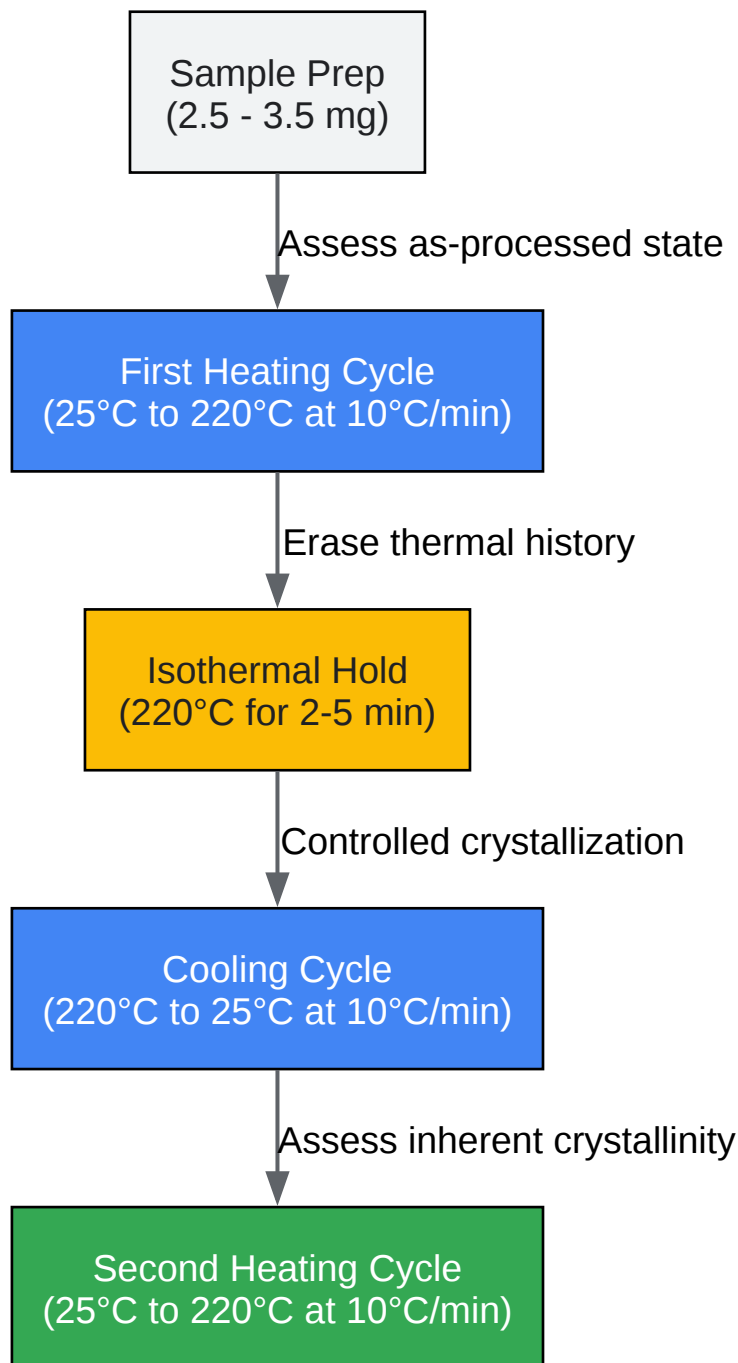 Sample Prep
(2.5 - 3.5 mg)
Assess as-processed state
First Heating Cycle
(25°C to 220°C at 10°C/min)
Erase thermal history
Isothermal Hold
(220°C for 2-5 min)
Controlled crystallization
Cooling Cycle
(220°C to 25°C at 10°C/min)
Assess inherent crystallinity
Second Heating Cycle
(25°C to 220°C at 10°C/min)